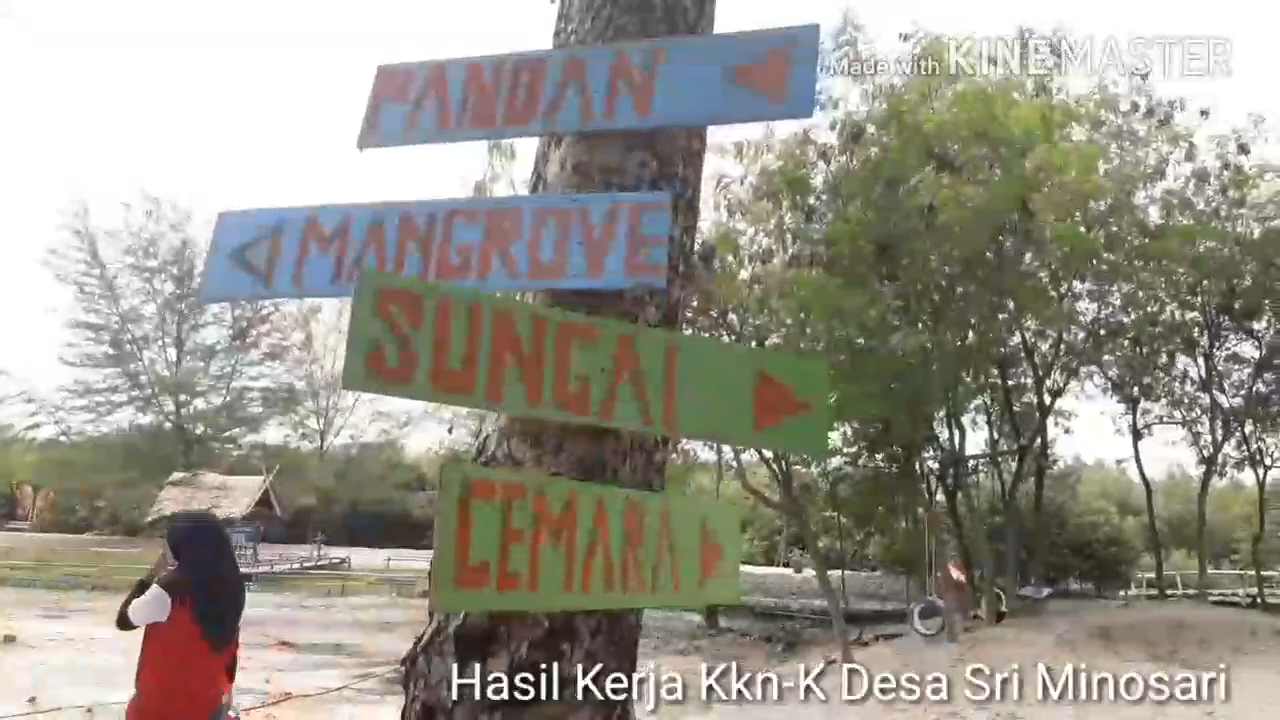 PANDAN
Made with KINEMASTER
MANGROVE
SUNGAI
CEMARA
Hasil Kerja Kkn-K Desa Sri Minosari